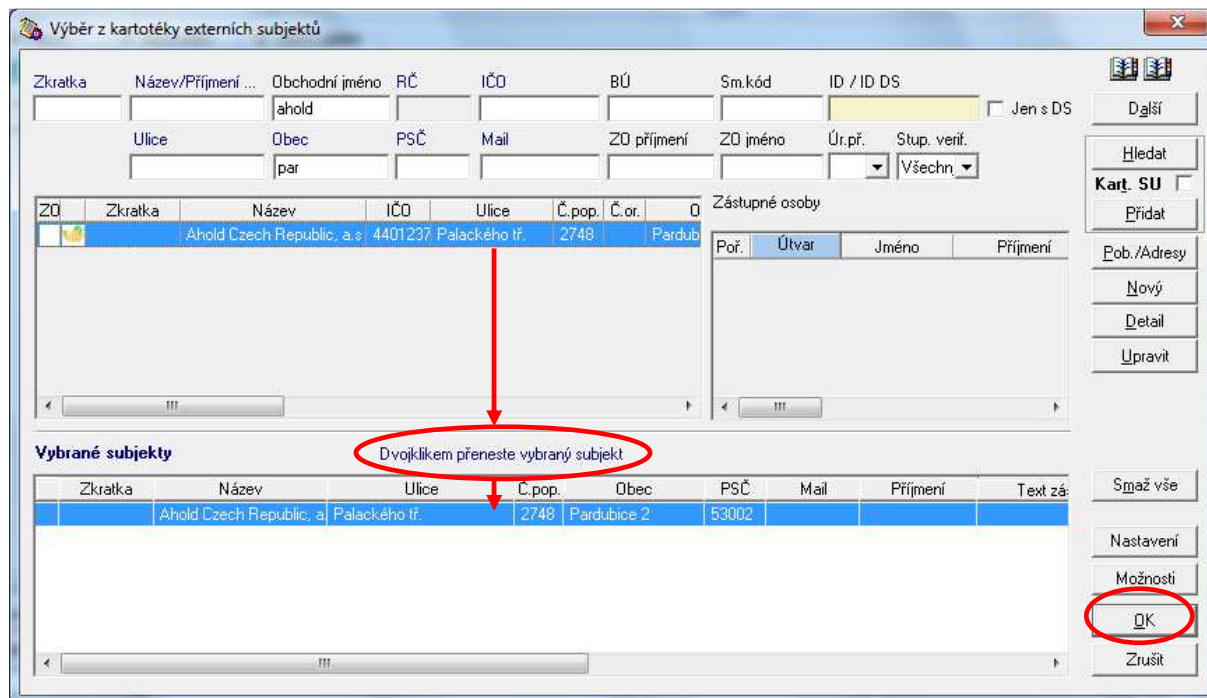 Výběr z kartotéky externích subjektů
Zkratka Název/Příjmení ... Obchodní jméno RČ IČO BÚ Sm.kód ID / ID DS
ahold Jen s DS Další
Ulice Obec PSČ Mail ZO příjmení ZO jméno Úr.př. Stup. verif.
par Všechn
Hledat
Kart. SU
Přidat
Pob./Adresy
Nový
Detail
Upravit
ZO Zkratka Název IČO Ulice Č.pop. Č.or. O
Ahold Czech Republic, a.s 4401237 Palackého tř. 2748 Pardub
Zástupné osoby
Poř. Útvar Jméno Příjmení
Vybrané subjekty Dvojklikem přeneste vybraný subjekt
Zkratka Název Ulice Č.pop. Obec PSČ Mail Příjmení Text zá
Ahold Czech Republic, a. Palackého tř. 2748 Pardubice 2 53002
Smaž vše
Nastavení
Možnosti
OK
Zrušit